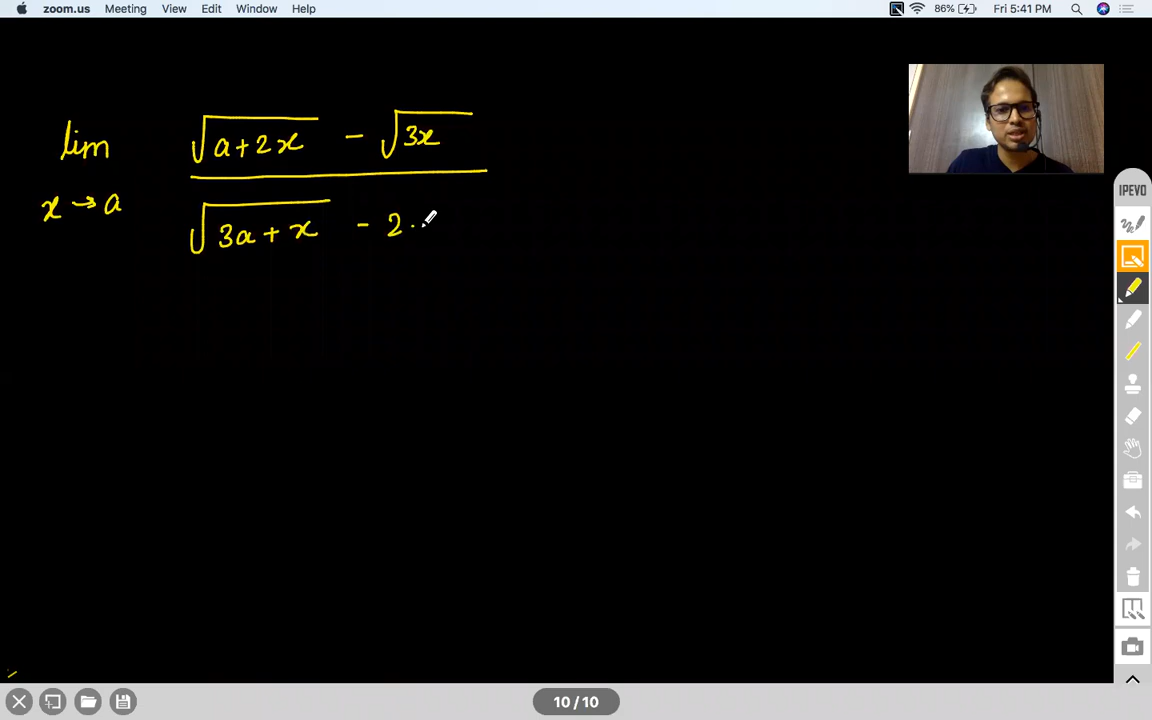 zoom.us Meeting View Edit Window Help 86% Fri 5:41 PM
lim √(a+2x) - √(3x)
x→a √(3a+x) - 2.
IPEVO
10 / 10